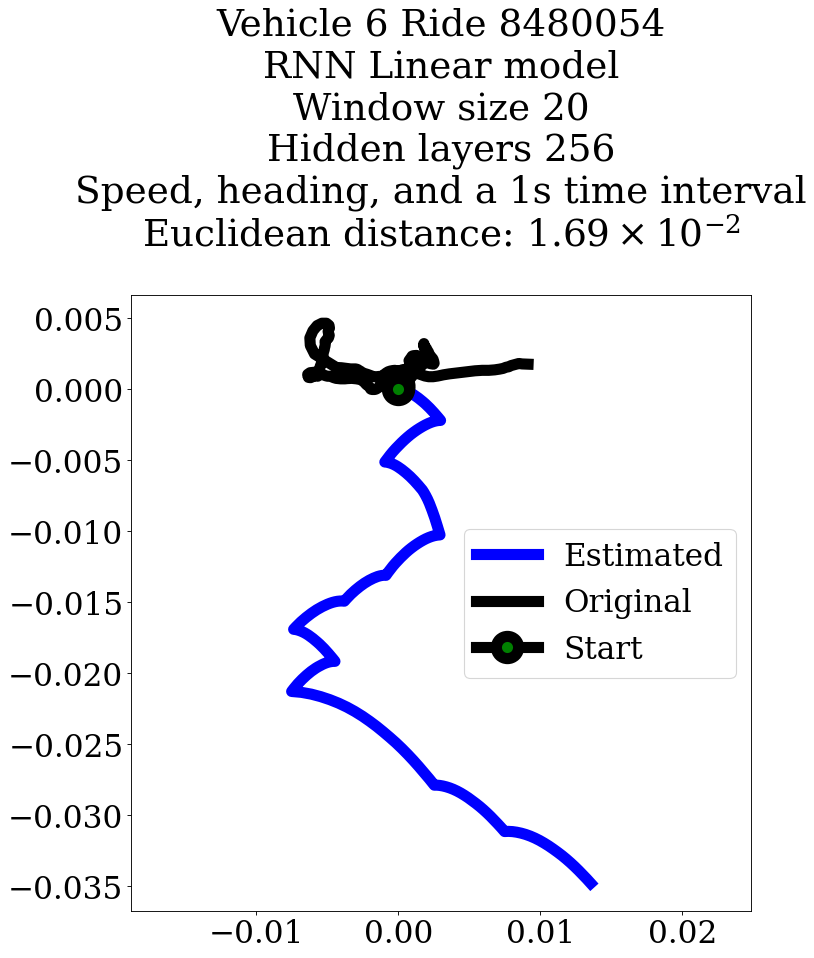 Vehicle 6 Ride 8480054
RNN Linear model
Window size 20
Hidden layers 256
Speed, heading, and a 1s time interval
Euclidean distance: 1.69 × 10⁻²
0.005
0.000
−0.005
−0.010
−0.015
−0.020
−0.025
−0.030
−0.035
Estimated
Original
Start
−0.01
0.00
0.01
0.02